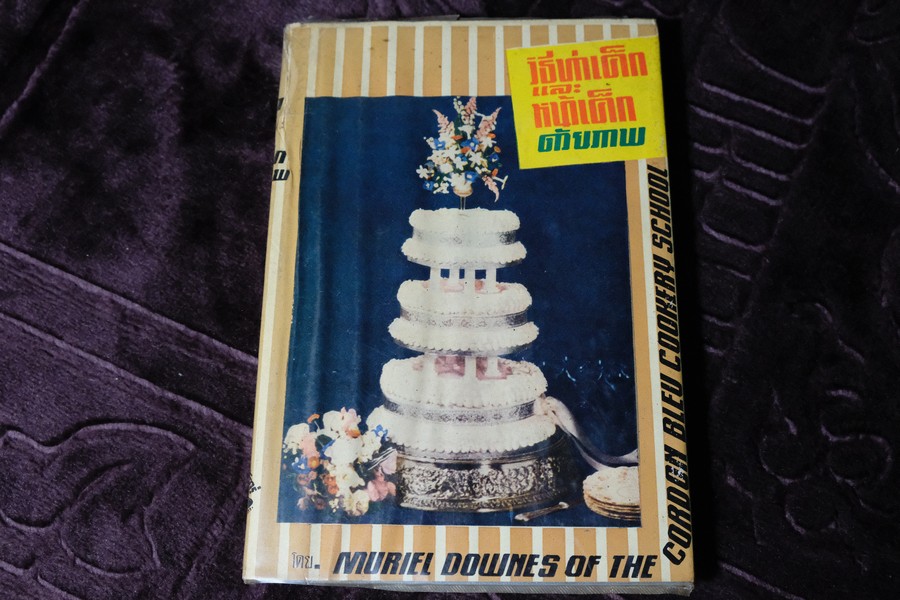 วิธีทำเค็ก
และ
หน้าเค็ก
ด้วยภาพ
โดย. MURIEL DOWNES OF THE
CORDON BLEU COOKERY SCHOOL